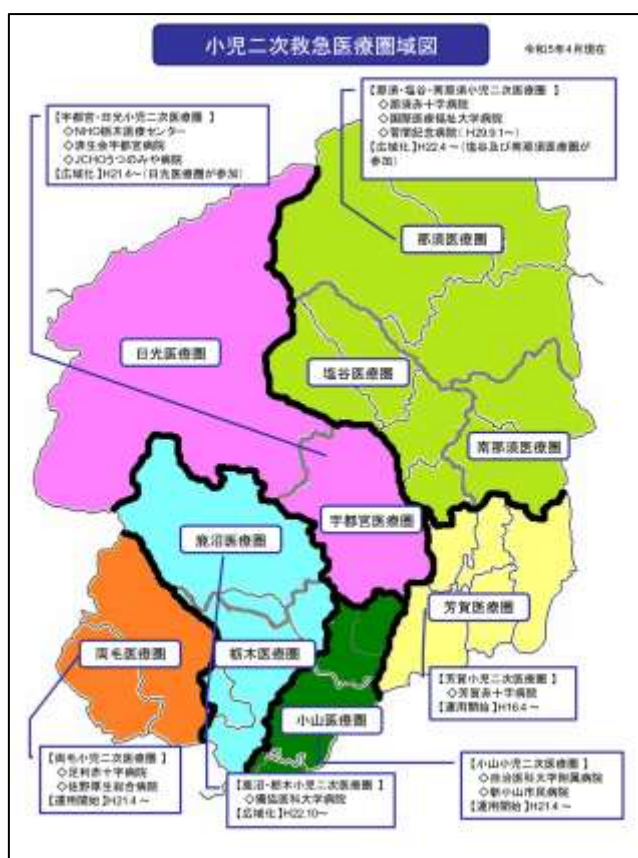 小児二次救急医療圏域図
令和5年4月現在
【宇都宮・日光小児二次医療圏 】
◇NHO栃木医療センター
◇済生会宇都宮病院
◇JCHOうつのみや病院
【広域化】H21.4～(日光医療圏が参加)
【那須・塩谷・南那須小児二次医療圏 】
◇那須赤十字病院
◇国際医療福祉大学病院
◇菅間記念病院(H29.9.1～)
【広域化】H22.4～(塩谷及び南那須医療圏が
参加)
那須医療圏
日光医療圏
塩谷医療圏
南那須医療圏
宇都宮医療圏
鹿沼医療圏
芳賀医療圏
両毛医療圏
栃木医療圏
小山医療圏
【芳賀小児二次医療圏 】
◇芳賀赤十字病院
【運用開始】H16.4～
【両毛小児二次医療圏 】
◇足利赤十字病院
◇佐野厚生総合病院
【運用開始】H21.4～
【鹿沼・栃木小児二次医療圏 】
◇獨協医科大学病院
【広域化】H22.10～
【小山小児二次医療圏 】
◇自治医科大学附属病院
◇新小山市民病院
【運用開始】H21.4～